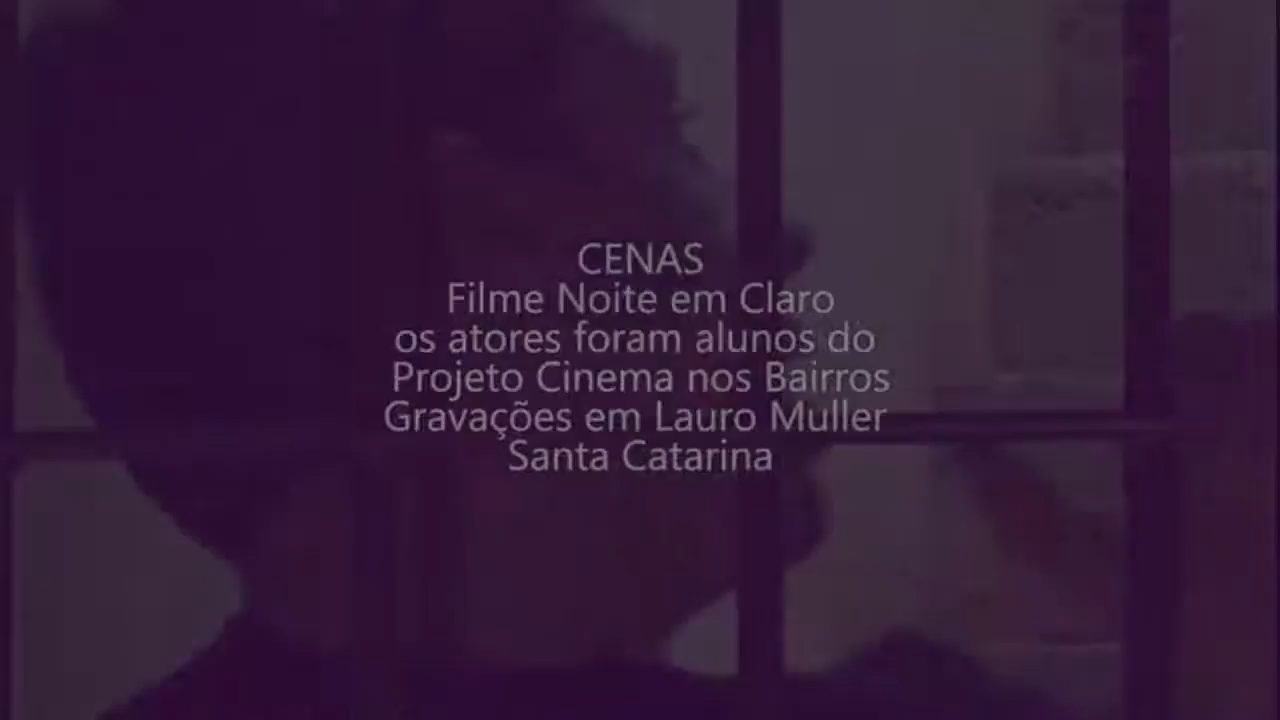 CENAS
Filme Noite em Claro
os atores foram alunos do
Projeto Cinema nos Bairros
Gravações em Lauro Muller
Santa Catarina